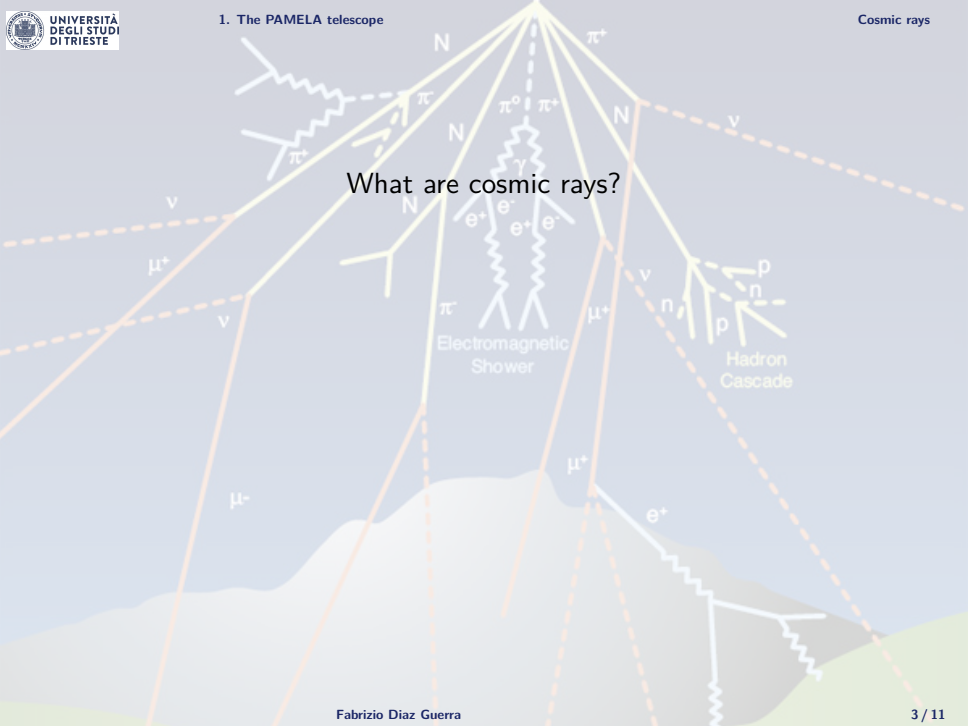 UNIVERSITÀ
DEGLI STUDI
DI TRIESTE
1. The PAMELA telescope
Cosmic rays
N
π+
π-
π° π+
N
ν
N
π+
γ
What are cosmic rays?
ν
N
e-
e+
e+
e-
μ+
ν
p
n
n
ν
π-
μ+
p
Electromagnetic
Shower
Hadron
Cascade
μ+
μ-
e+
Fabrizio Diaz Guerra
3 / 11